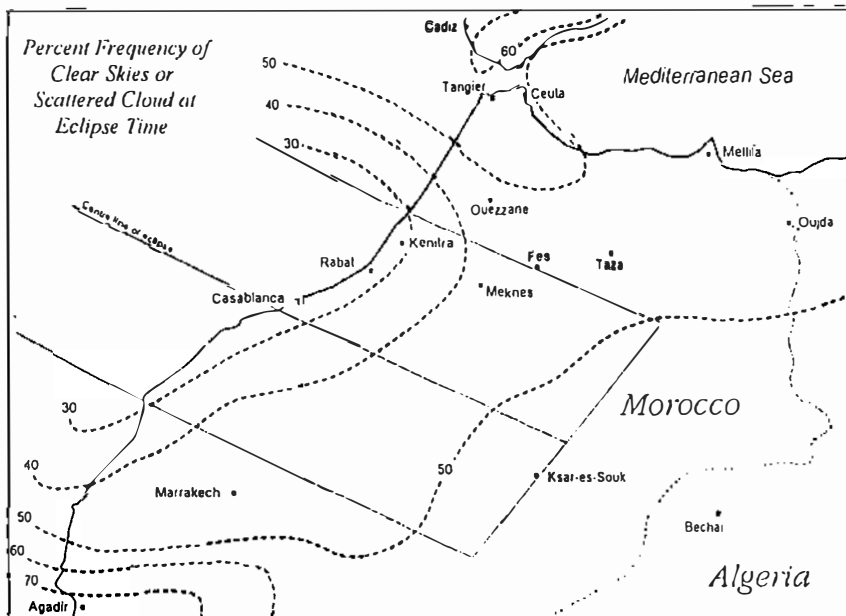 Percent Frequency of
Clear Skies or
Scattered Cloud at
Eclipse Time
Cadiz
60
50
40
30
Tangier
Ceula
Mediterranean Sea
Mellila
Ouezzane
Oujda
Centre line of eclipse
Kenitra
Rabat
Fes
Taza
Meknes
Casablanca
30
Morocco
40
50
Marrakech
Ksar-es-Souk
50
60
70
Bechar
Agadir
Algeria